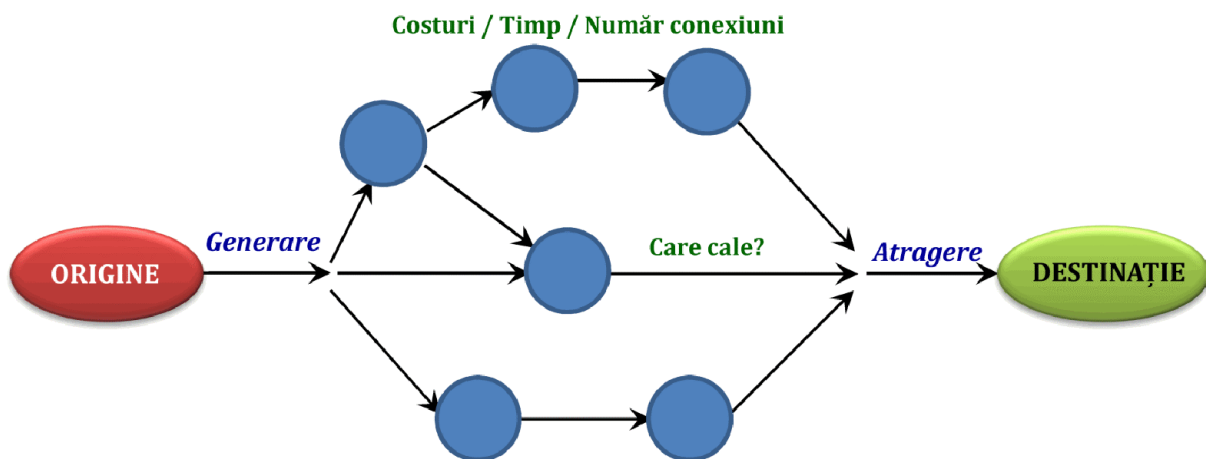 Costuri / Timp / Număr conexiuni
Generare
Care cale?
Atragere
ORIGINE
DESTINAȚIE